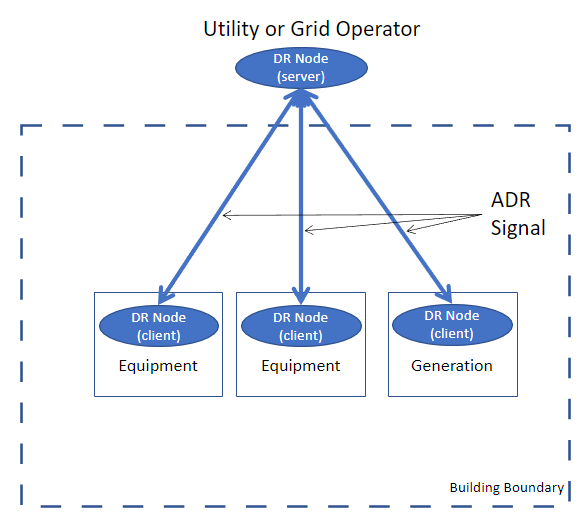 Utility or Grid Operator
DR Node
(server)
ADR
Signal
DR Node
(client)
Equipment
DR Node
(client)
Equipment
DR Node
(client)
Generation
Building Boundary